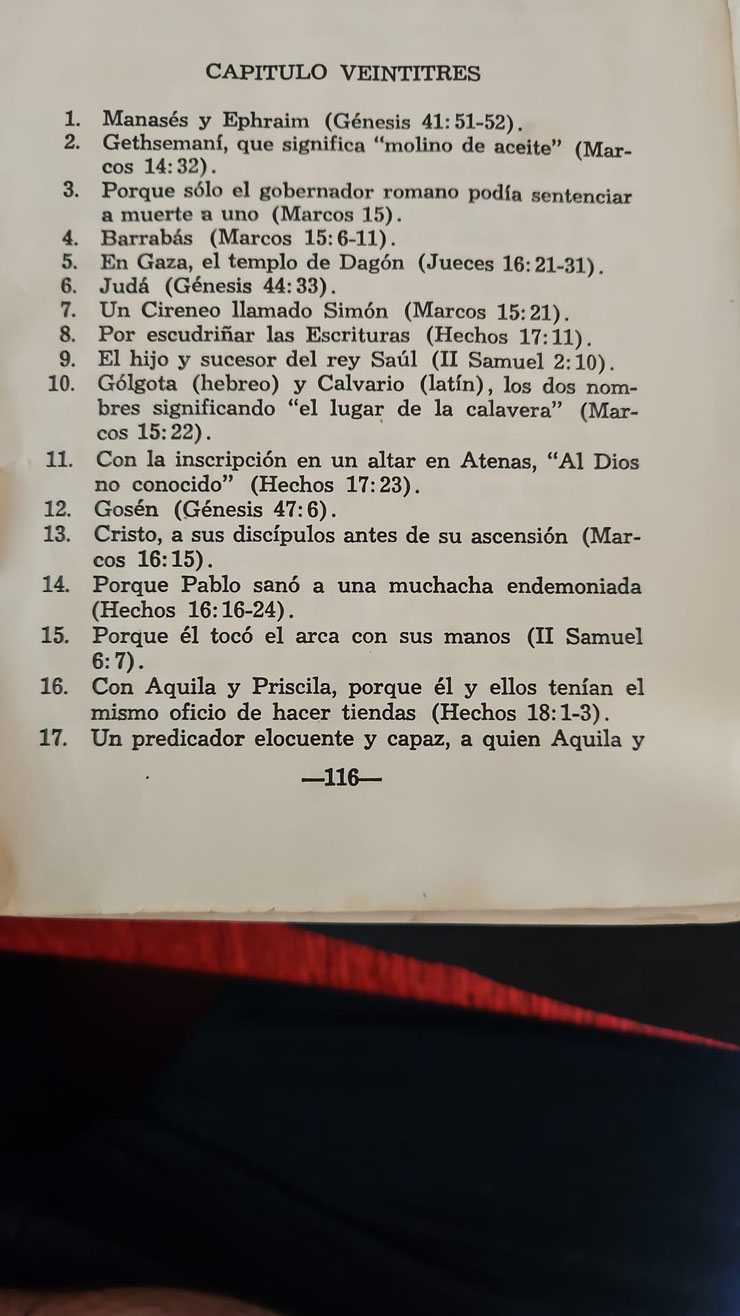 CAPITULO VEINTITRES
1. Manasés y Ephraim (Génesis 41:51-52).
2. Gethsemaní, que significa "molino de aceite" (Mar-
cos 14:32).
3. Porque sólo el gobernador romano podía sentenciar
a muerte a uno (Marcos 15).
4. Barrabás (Marcos 15:6-11).
5. En Gaza, el templo de Dagón (Jueces 16:21-31).
6. Judá (Génesis 44:33).
7. Un Cireneo llamado Simón (Marcos 15:21).
8. Por escudriñar las Escrituras (Hechos 17:11).
9. El hijo y sucesor del rey Saúl (II Samuel 2:10).
10. Gólgota (hebreo) y Calvario (latín), los dos nom-
bres significando "el lugar de la calavera" (Mar-
cos 15:22).
11. Con la inscripción en un altar en Atenas, "Al Dios
no conocido" (Hechos 17:23).
12. Gosén (Génesis 47:6).
13. Cristo, a sus discípulos antes de su ascensión (Mar-
cos 16:15).
14. Porque Pablo sanó a una muchacha endemoniada
(Hechos 16:16-24).
15. Porque él tocó el arca con sus manos (II Samuel
6:7).
16. Con Aquila y Priscila, porque él y ellos tenían el
mismo oficio de hacer tiendas (Hechos 18:1-3).
17. Un predicador elocuente y capaz, a quien Aquila y
—116—